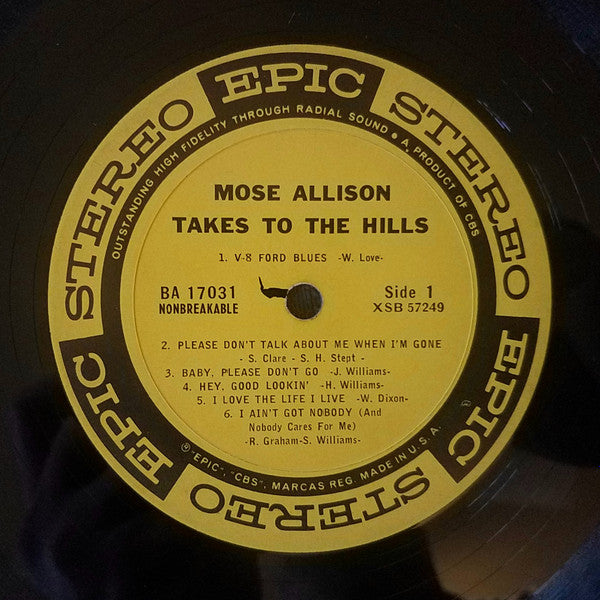 EPIC
STEREO
EPIC
STEREO
EPIC
STEREO
OUTSTANDING HIGH FIDELITY THROUGH RADIAL SOUND • A PRODUCT OF CBS
MOSE ALLISON
TAKES TO THE HILLS
1. V-8 FORD BLUES -W. Love-
BA 17031
NONBREAKABLE
Side 1
XSB 57249
2. PLEASE DON'T TALK ABOUT ME WHEN I'M GONE
- S. Clare - S. H. Stept -
3. BABY, PLEASE DON'T GO -J. Williams-
4. HEY, GOOD LOOKIN' -H. Williams-
5. I LOVE THE LIFE I LIVE -W. Dixon-
6. I AIN'T GOT NOBODY (And
Nobody Cares For Me)
-R. Graham-S. Williams-
® "EPIC", "CBS", MARCAS REG. MADE IN U.S.A.